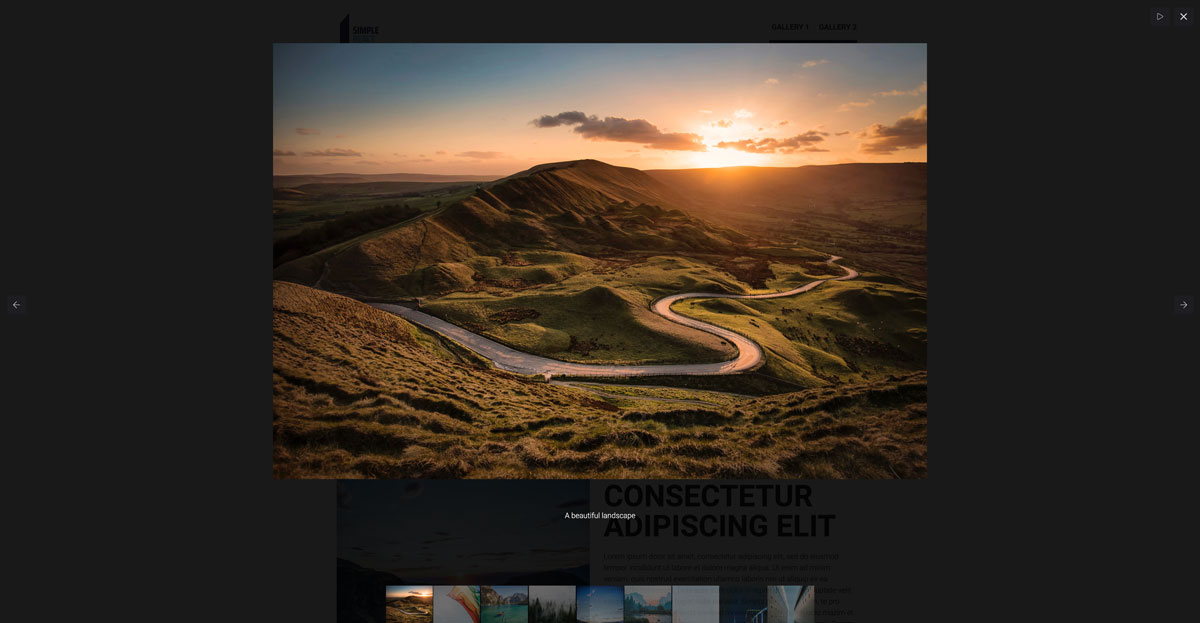 SIMPLE
GALLERY 1
GALLERY 2
CONSECTETUR
ADIPISCING ELIT
A beautiful landscape
Lorem ipsum dolor sit amet, consectetur adipiscing elit, sed do eiusmod
tempor incididunt ut labore et dolore magna aliqua. Ut enim ad minim
veniam, quis nostrud exercitation ullamco laboris nisi ut aliquip ex ea